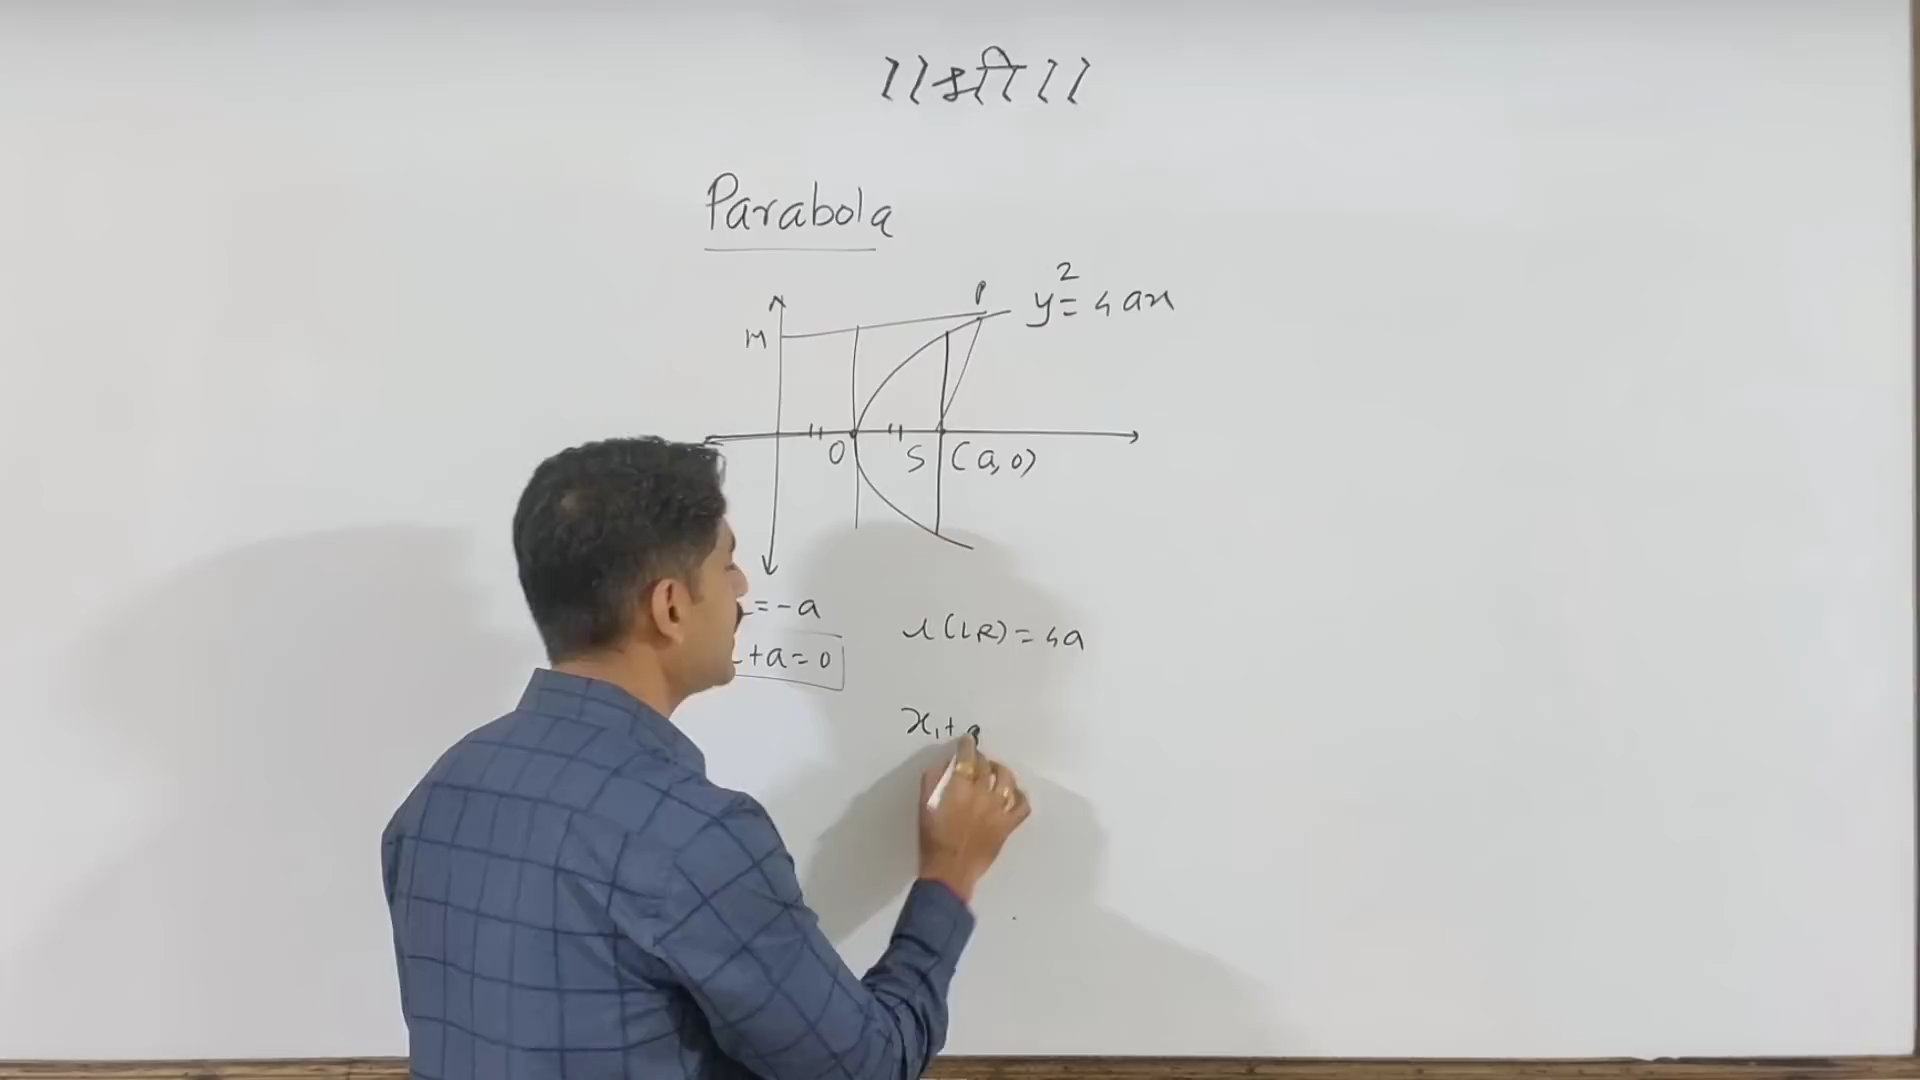 ।।श्री।।
Parabola
P
y² = 4ax
M
O S (a, 0)
= -a
l(LR) = 4a
+a=0
x₁+a